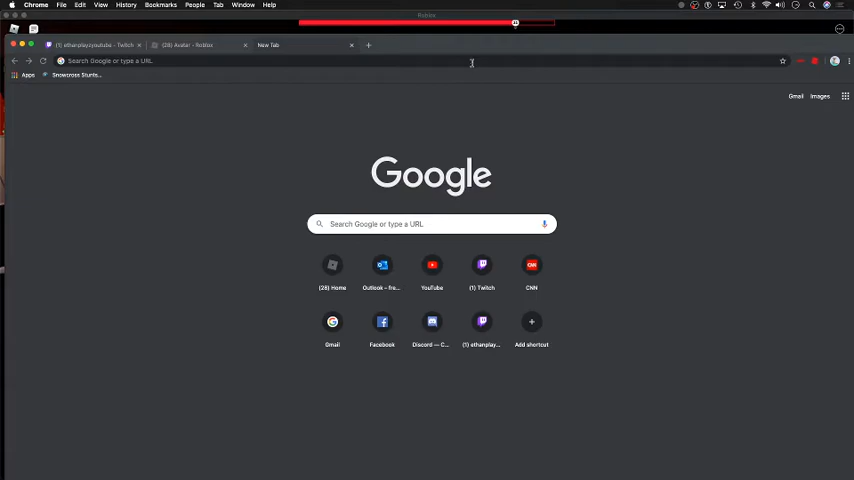 Chrome File Edit View History Bookmarks People Tab Window Help
Roblox
(1) ethanplayzyoutube - Twitch (28) Avatar - Roblox New Tab
Search Google or type a URL
Apps Snowcross Stunts...
Gmail Images
Google
Search Google or type a URL
(28) Home Outlook – fre... YouTube (1) Twitch CNN
Gmail Facebook Discord — C... (1) ethanplay... Add shortcut